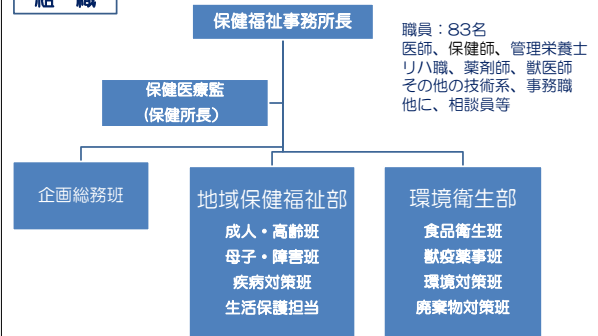 組 織
保健福祉事務所長
職員：83名
医師、保健師、管理栄養士
リハ職、薬剤師、獣医師
その他の技術系、事務職
他に、相談員等
保健医療監
(保健所長）
企画総務班
地域保健福祉部
成人・高齢班
母子・障害班
疾病対策班
生活保護担当
環境衛生部
食品衛生班
獣疫薬事班
環境対策班
廃棄物対策班